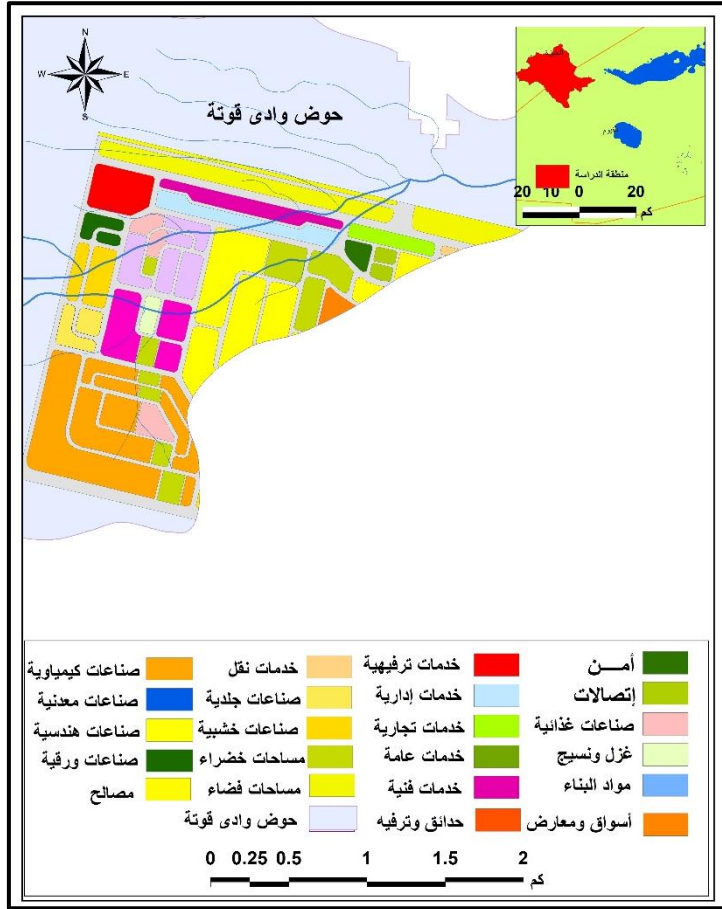 N
W E
S
حوض وادى قوتة
منطقة الدراسة
20 10 0 20
كم
أمـــن
خدمات ترفيهية
خدمات نقل
صناعات كيمياوية
إتصالات
خدمات إدارية
صناعات جلدية
صناعات معدنية
صناعات غذائية
خدمات تجارية
صناعات خشبية
صناعات هندسية
غزل ونسيج
خدمات عامة
مساحات خضراء
صناعات ورقية
مواد البناء
خدمات فنية
مساحات فضاء
مصالح
أسواق ومعارض
حدائق وترفيه
حوض وادى قوتة
0 0.25 0.5 1 1.5 2
كم